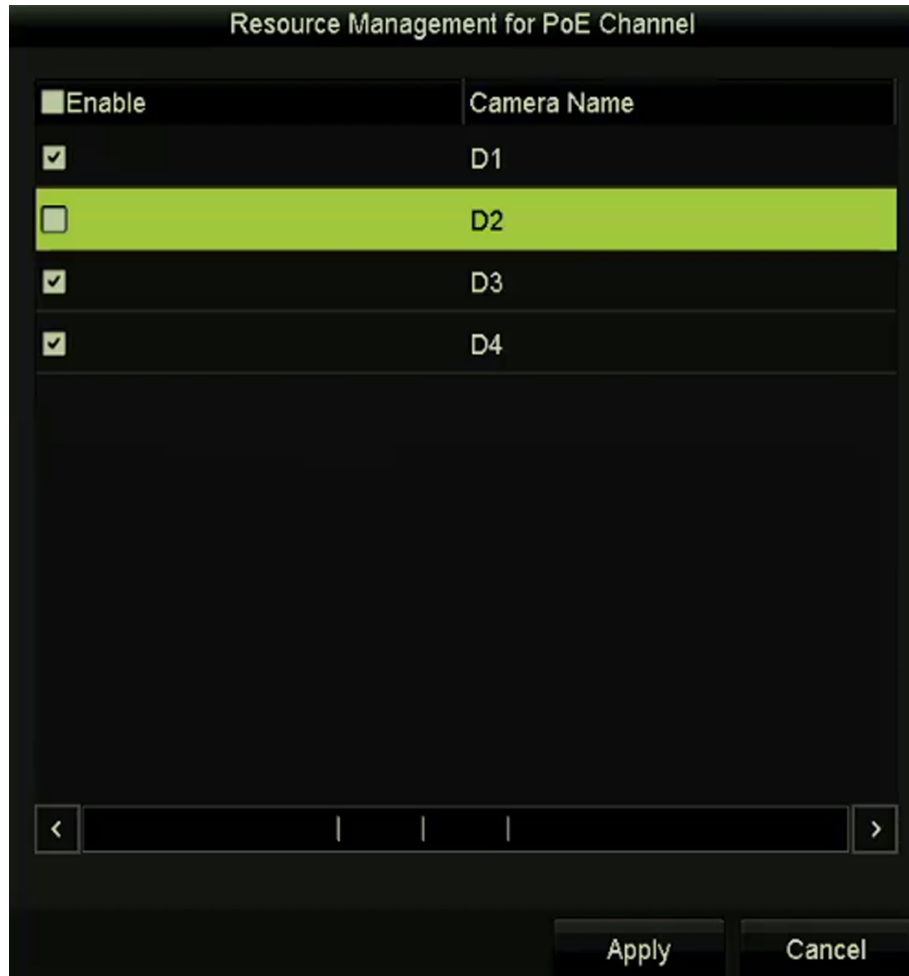 Resource Management for PoE Channel
Enable Camera Name
D1
D2
D3
D4
Apply Cancel